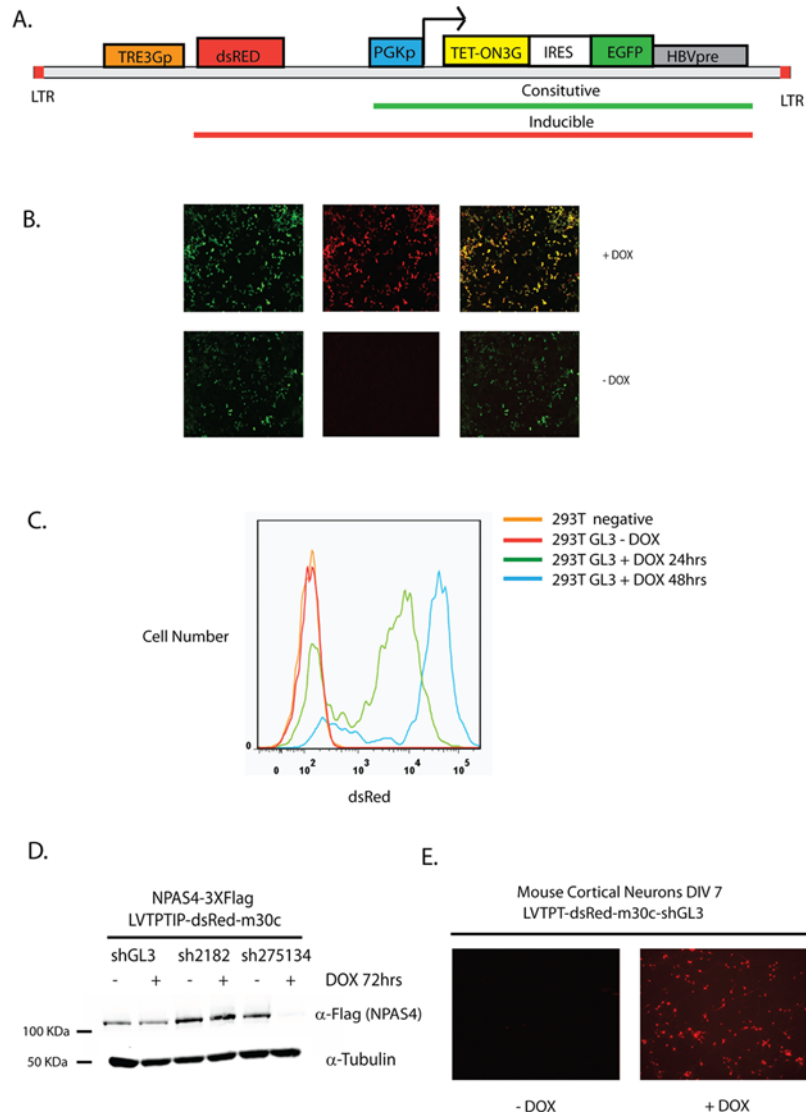 A.
TRE3Gp dsRED PGKp TET-ON3G IRES EGFP HBVpre
LTR LTR
Consitutive
Inducible
B.
+ DOX
- DOX
C.
293T negative
293T GL3 - DOX
293T GL3 + DOX 24hrs
293T GL3 + DOX 48hrs
Cell Number
0
0 10^2 10^3 10^4 10^5
dsRed
D.
NPAS4-3XFlag
LVTPTIP-dsRed-m30c
shGL3 sh2182 sh275134
- + - + - + DOX 72hrs
α-Flag (NPAS4)
100 KDa
50 KDa α-Tubulin
E.
Mouse Cortical Neurons DIV 7
LVTPT-dsRed-m30c-shGL3
- DOX + DOX